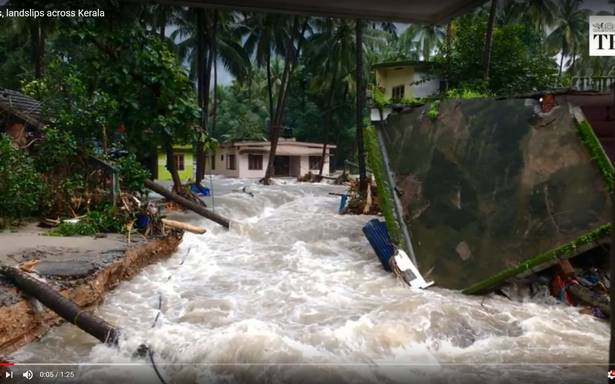 s, landslips across Kerala
TH
0:05 / 1:25